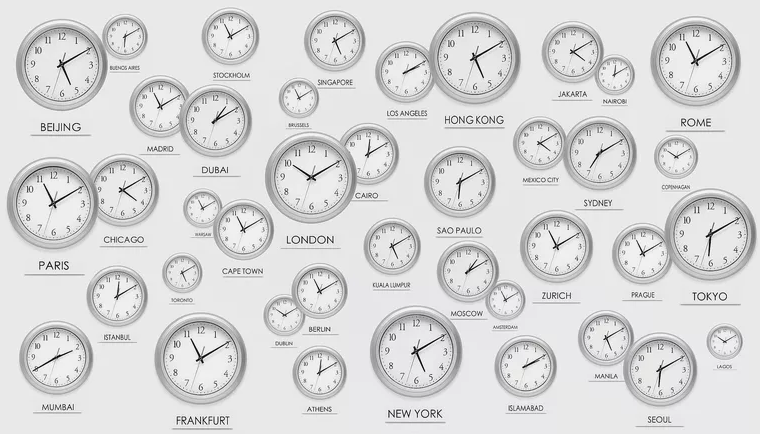 BUENOS AIRES
STOCKHOLM
SINGAPORE
BEIJING
LOS ANGELES
HONG KONG
JAKARTA
NAIROBI
ROME
BRUSSELS
MADRID
DUBAI
CAIRO
MEXICO CITY
SYDNEY
COPENHAGAN
PARIS
CHICAGO
WARSAW
CAPE TOWN
LONDON
SAO PAULO
KUALA LUMPUR
ZURICH
PRAGUE
TOKYO
TORONTO
ISTANBUL
DUBLIN
BERLIN
MOSCOW
AMSTERDAM
MUMBAI
FRANKFURT
ATHENS
NEW YORK
ISLAMABAD
MANILA
SEOUL
LAGOS